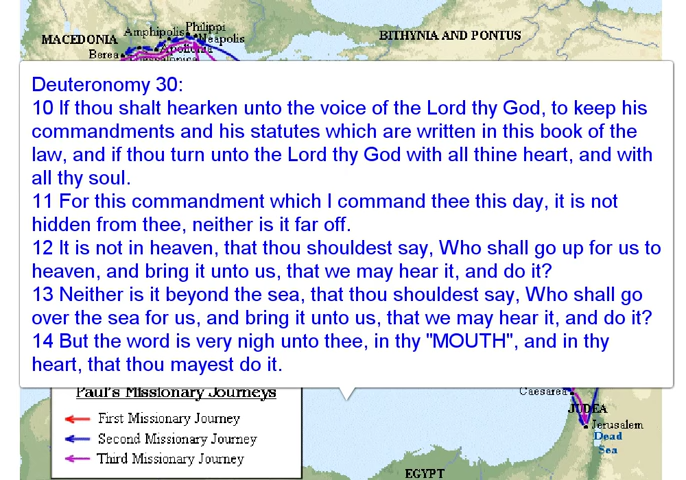 MACEDONIA
Amphipolis
Philippi
Neapolis
Apollonia
Berea
BITHYNIA AND PONTUS
Deuteronomy 30:
10 If thou shalt hearken unto the voice of the Lord thy God, to keep his
commandments and his statutes which are written in this book of the
law, and if thou turn unto the Lord thy God with all thine heart, and with
all thy soul.
11 For this commandment which I command thee this day, it is not
hidden from thee, neither is it far off.
12 It is not in heaven, that thou shouldest say, Who shall go up for us to
heaven, and bring it unto us, that we may hear it, and do it?
13 Neither is it beyond the sea, that thou shouldest say, Who shall go
over the sea for us, and bring it unto us, that we may hear it, and do it?
14 But the word is very nigh unto thee, in thy "MOUTH", and in thy
heart, that thou mayest do it.
Paul's Missionary Journeys
First Missionary Journey
Second Missionary Journey
Third Missionary Journey
Caesarea
JUDEA
Jerusalem
Dead
Sea
EGYPT